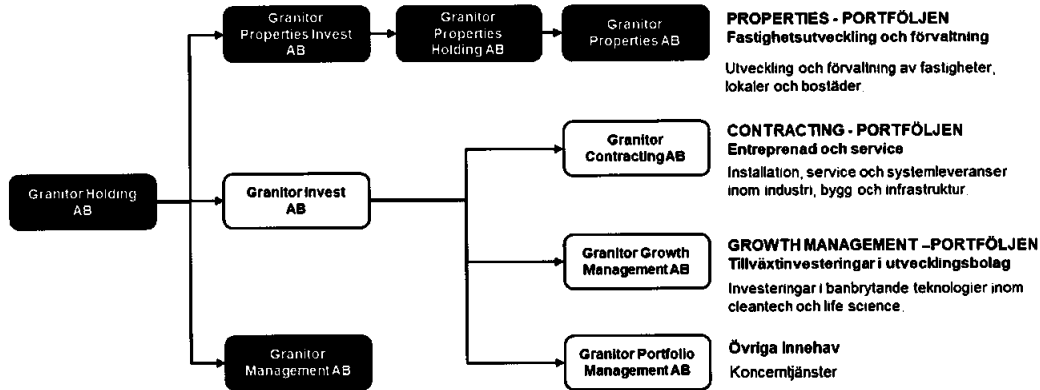 Granitor
Properties Invest
AB
Granitor
Properties
Holding AB
Granitor
Properties AB
PROPERTIES - PORTFÖLJEN
Fastighetsutveckling och förvaltning
Utveckling och förvaltning av fastigheter,
lokaler och bostäder.
Granitor
Contracting AB
CONTRACTING - PORTFÖLJEN
Entreprenad och service
Installation, service och systemleveranser
inom industri, bygg och infrastruktur.
Granitor Holding
AB
Granitor Invest
AB
Granitor Growth
Management AB
GROWTH MANAGEMENT –PORTFÖLJEN
Tillväxtinvesteringar i utvecklingsbolag
Investeringar i banbrytande teknologier inom
cleantech och life science.
Granitor
Management AB
Granitor Portfolio
Management AB
Övriga Innehav
Koncerntjänster